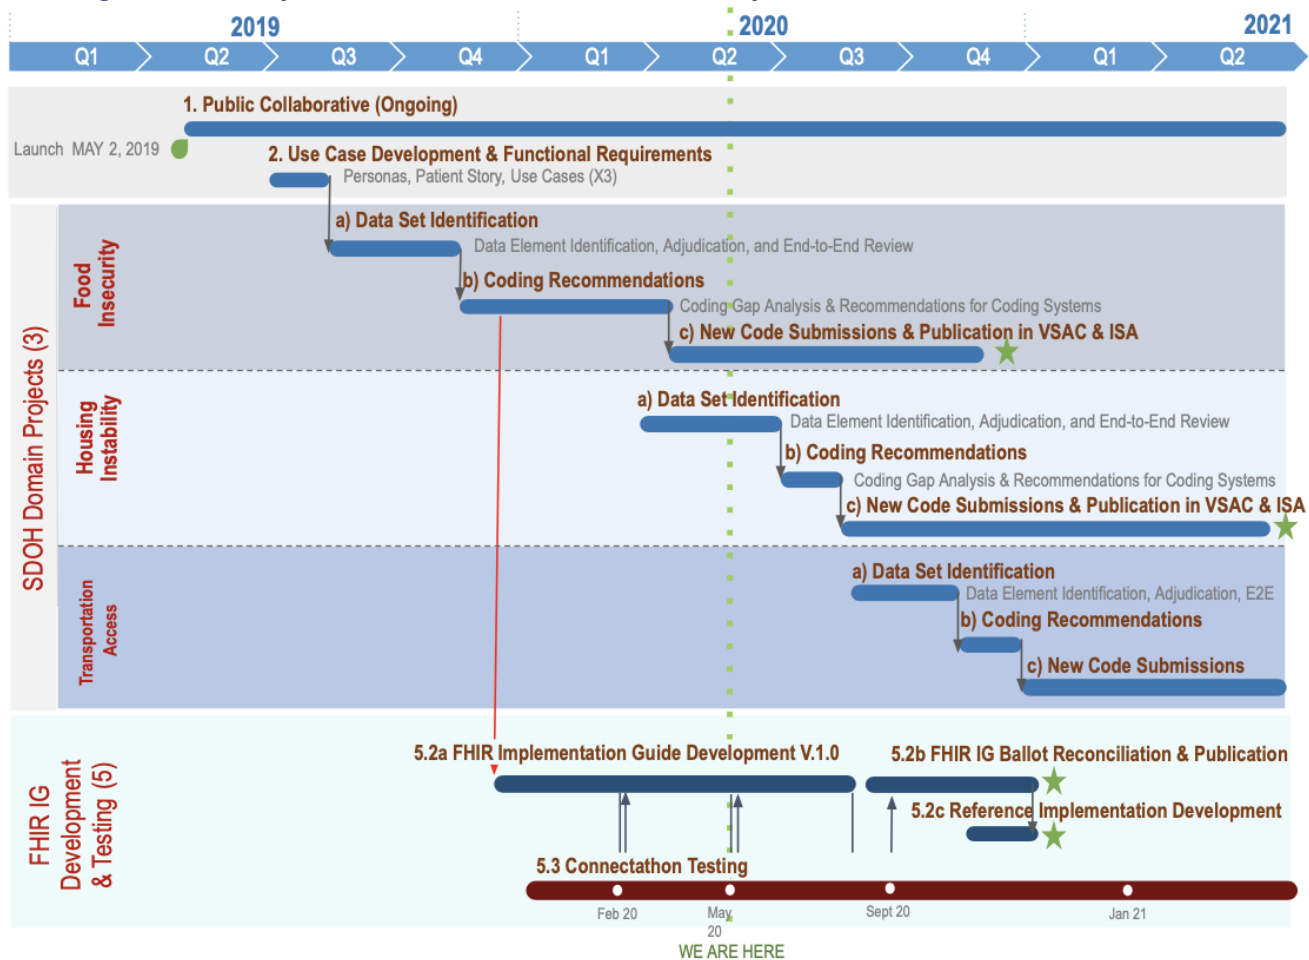 2019
2020
2021
Q1
Q2
Q3
Q4
Q1
Q2
Q3
Q4
Q1
Q2
1. Public Collaborative (Ongoing)
Launch MAY 2, 2019
2. Use Case Development & Functional Requirements
Personas, Patient Story, Use Cases (X3)
SDOH Domain Projects (3)
Food
Insecurity
a) Data Set Identification
Data Element Identification, Adjudication, and End-to-End Review
b) Coding Recommendations
Coding Gap Analysis & Recommendations for Coding Systems
c) New Code Submissions & Publication in VSAC & ISA
Housing
Instability
a) Data Set Identification
Data Element Identification, Adjudication, and End-to-End Review
b) Coding Recommendations
Coding Gap Analysis & Recommendations for Coding Systems
c) New Code Submissions & Publication in VSAC & ISA
Transportation
Access
a) Data Set Identification
Data Element Identification, Adjudication, E2E
b) Coding Recommendations
c) New Code Submissions
FHIR IG
Development
& Testing (5)
5.2a FHIR Implementation Guide Development V.1.0
5.2b FHIR IG Ballot Reconciliation & Publication
5.2c Reference Implementation Development
5.3 Connectathon Testing
Feb 20
May
20
Sept 20
Jan 21
WE ARE HERE